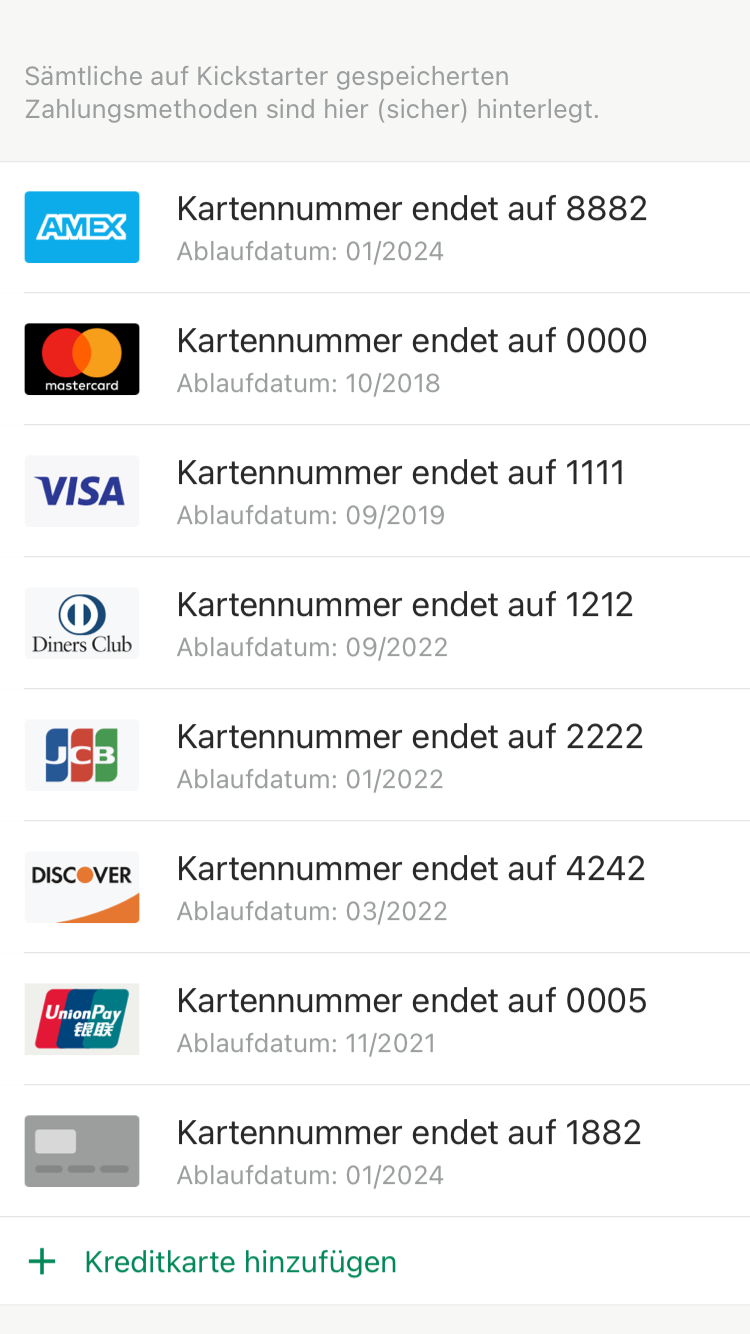 Sämtliche auf Kickstarter gespeicherten
Zahlungsmethoden sind hier (sicher) hinterlegt.
AMEX
Kartennummer endet auf 8882
Ablaufdatum: 01/2024
mastercard
Kartennummer endet auf 0000
Ablaufdatum: 10/2018
VISA
Kartennummer endet auf 1111
Ablaufdatum: 09/2019
Diners Club
Kartennummer endet auf 1212
Ablaufdatum: 09/2022
JCB
Kartennummer endet auf 2222
Ablaufdatum: 01/2022
DISCOVER
Kartennummer endet auf 4242
Ablaufdatum: 03/2022
UnionPay
银联
Kartennummer endet auf 0005
Ablaufdatum: 11/2021
Kartennummer endet auf 1882
Ablaufdatum: 01/2024
+ Kreditkarte hinzufügen